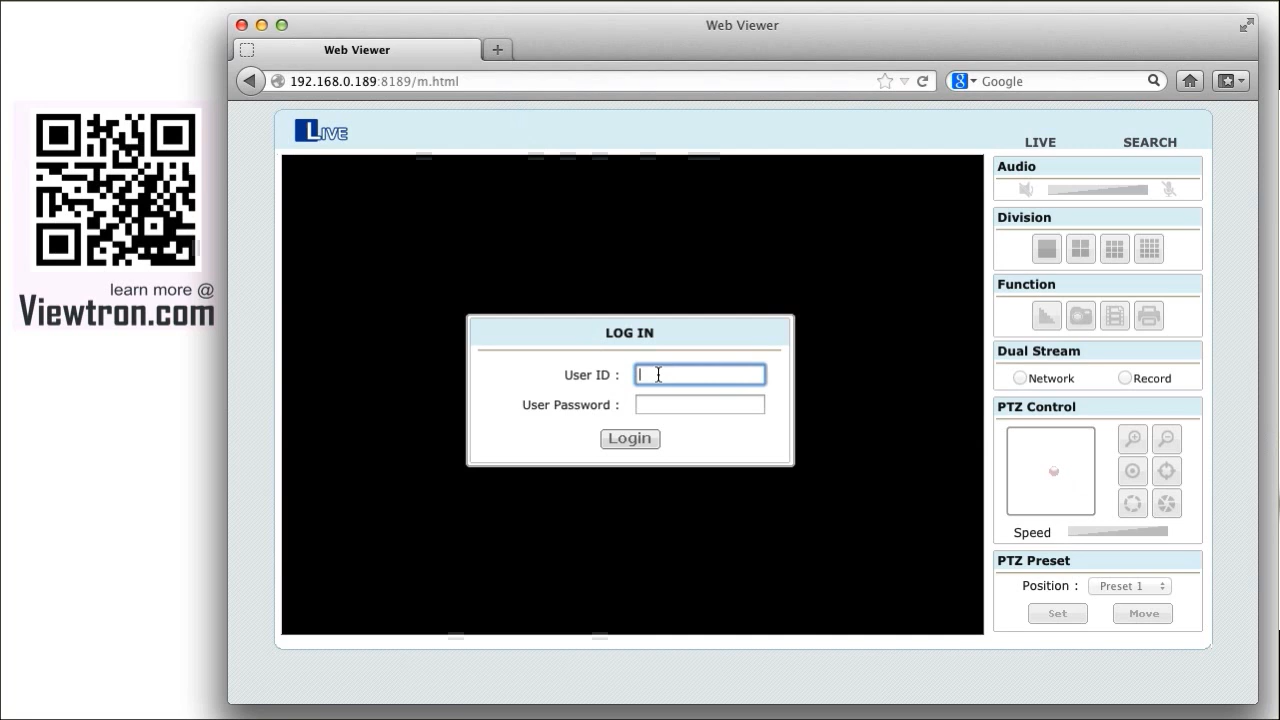 Web Viewer
Web Viewer
192.168.0.189:8189/m.html
Google
LIVE
LIVE SEARCH
Audio
Division
Function
Dual Stream
Network Record
PTZ Control
Speed
PTZ Preset
Position : Preset 1
Set Move
LOG IN
User ID :
User Password :
Login
learn more @
Viewtron.com